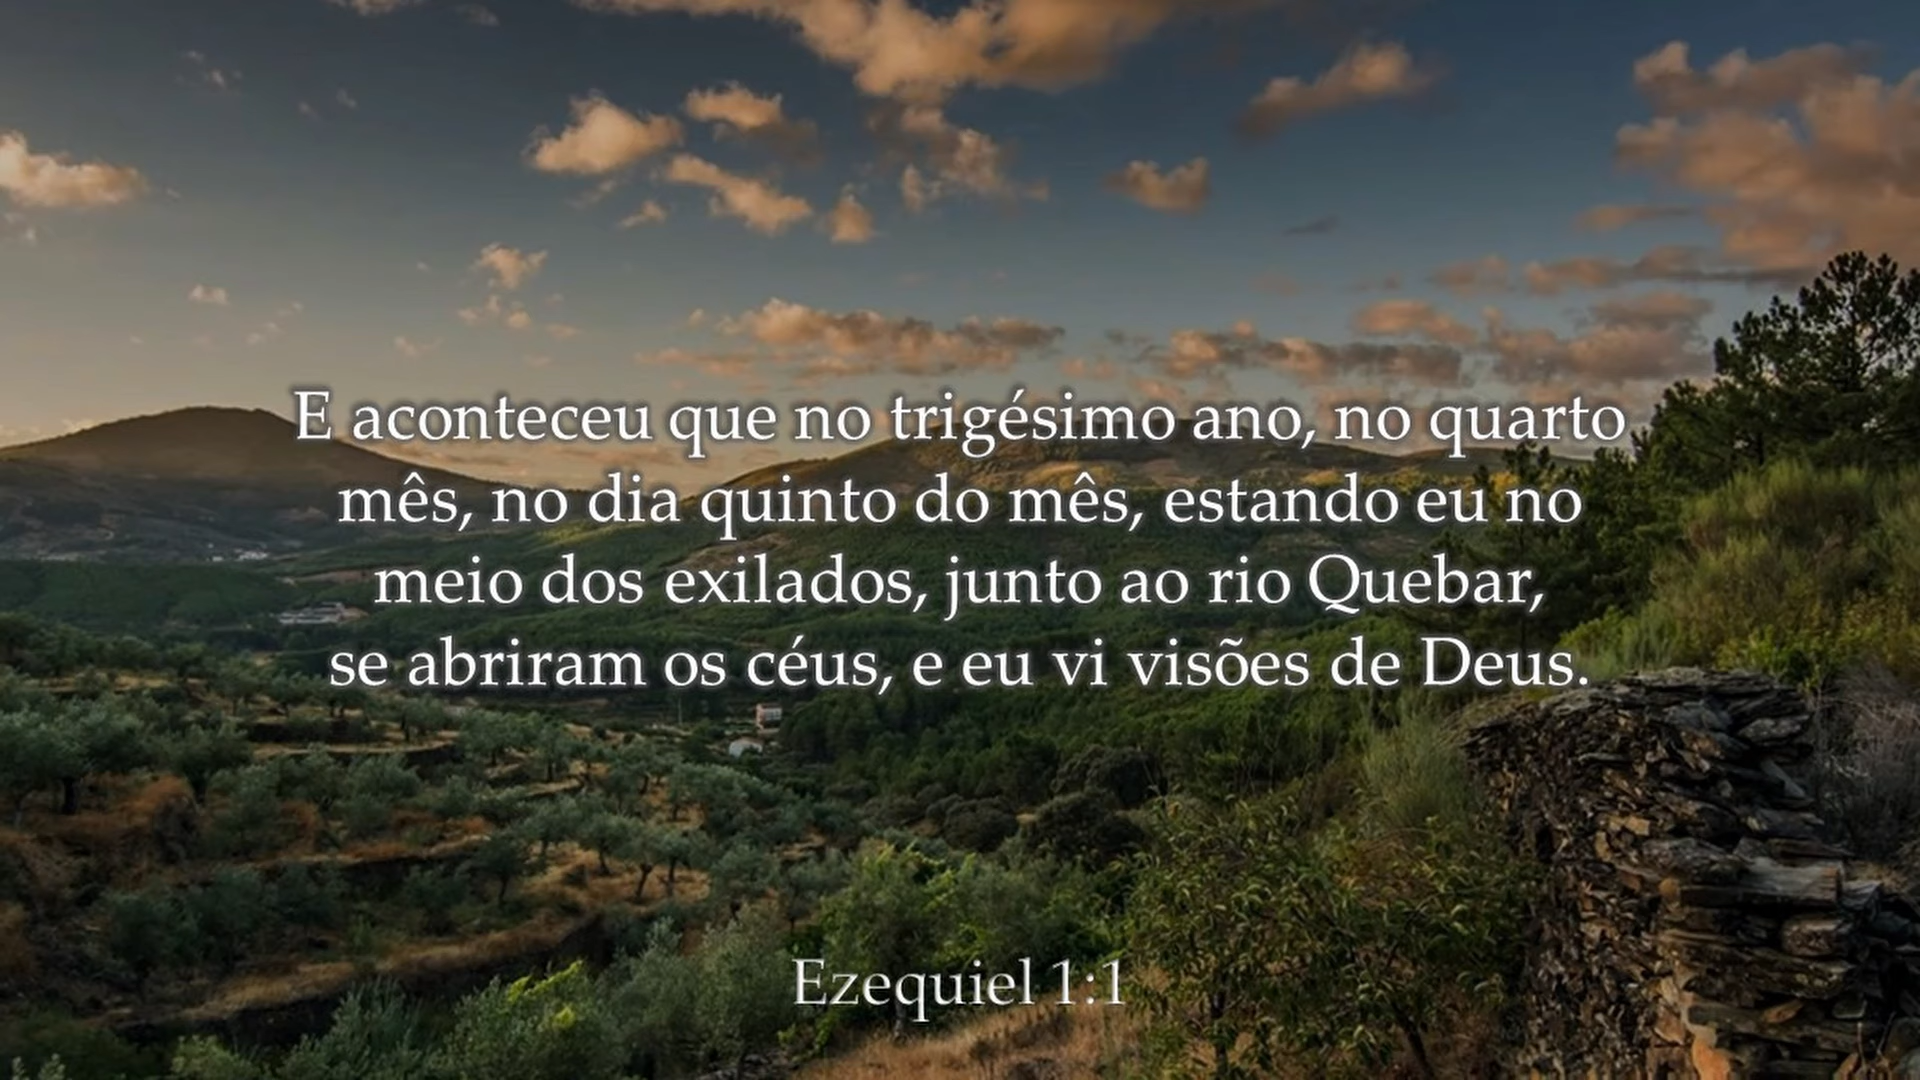 E aconteceu que no trigésimo ano, no quarto
mês, no dia quinto do mês, estando eu no
meio dos exilados, junto ao rio Quebar,
se abriram os céus, e eu vi visões de Deus.
Ezequiel 1:1